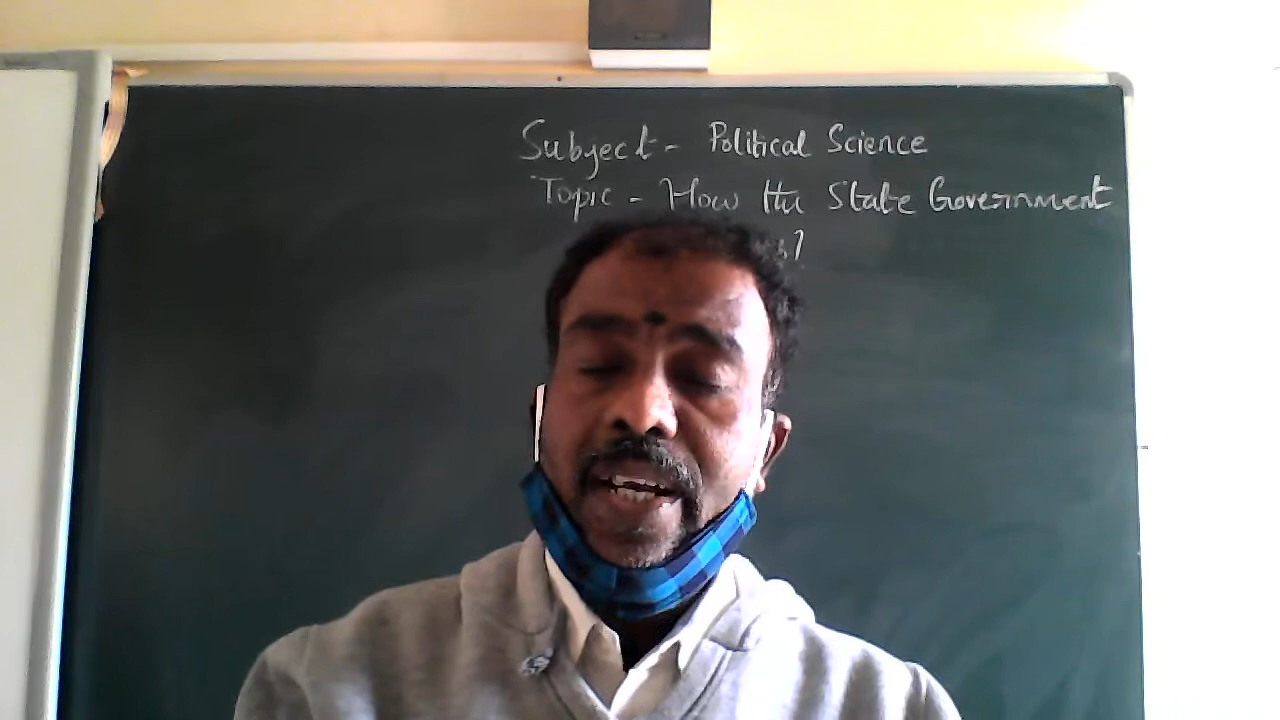 Subject - Political Science
Topic - How the State Government